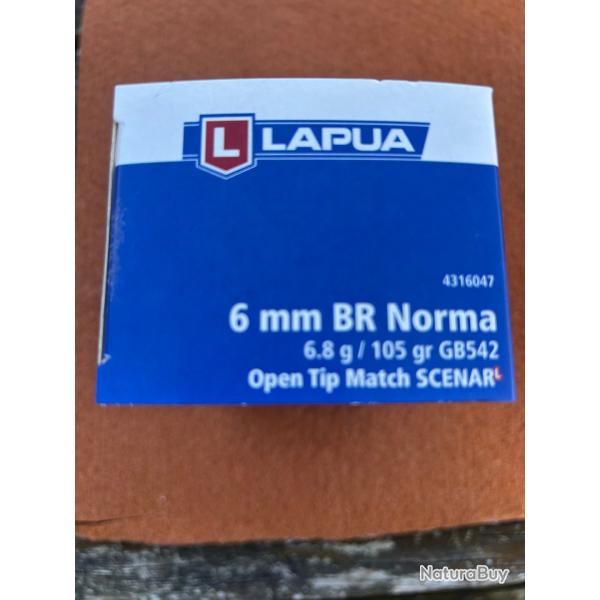 L LAPUA
4316047
6 mm BR Norma
6.8 g / 105 gr GB542
Open Tip Match SCENAR L
NaturaBuy